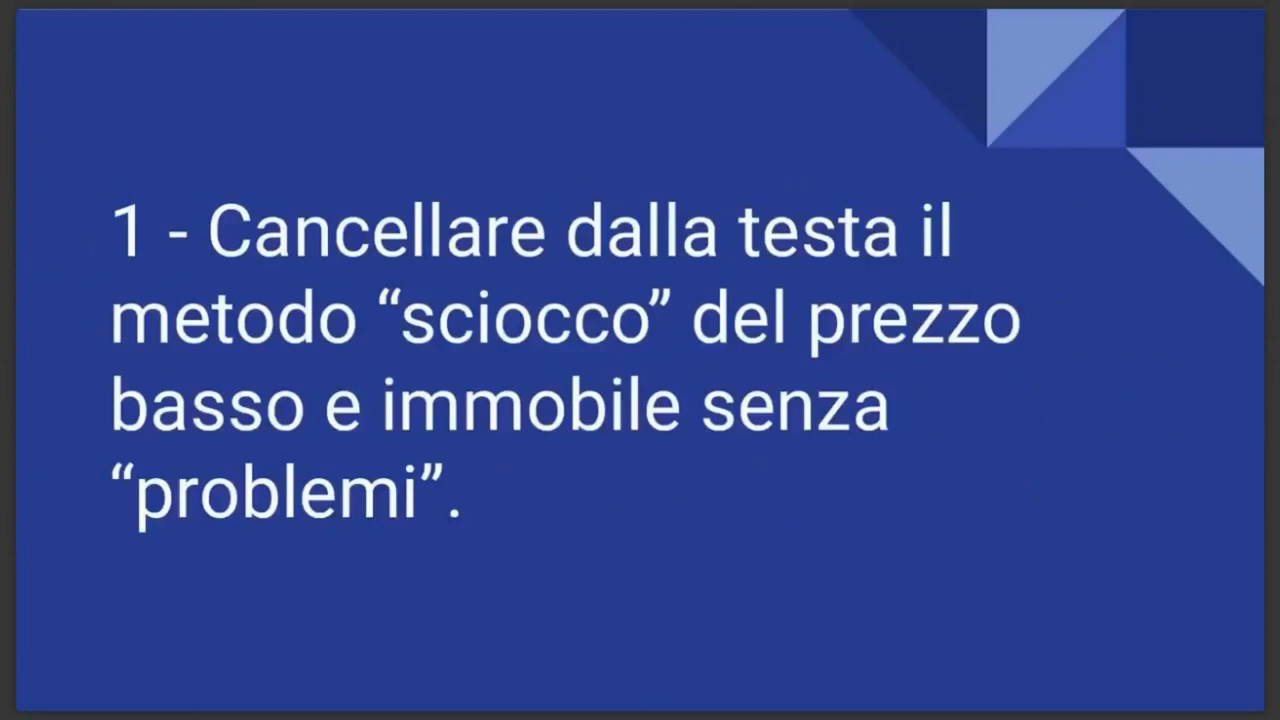 1 - Cancellare dalla testa il
metodo “sciocco” del prezzo
basso e immobile senza
“problemi”.